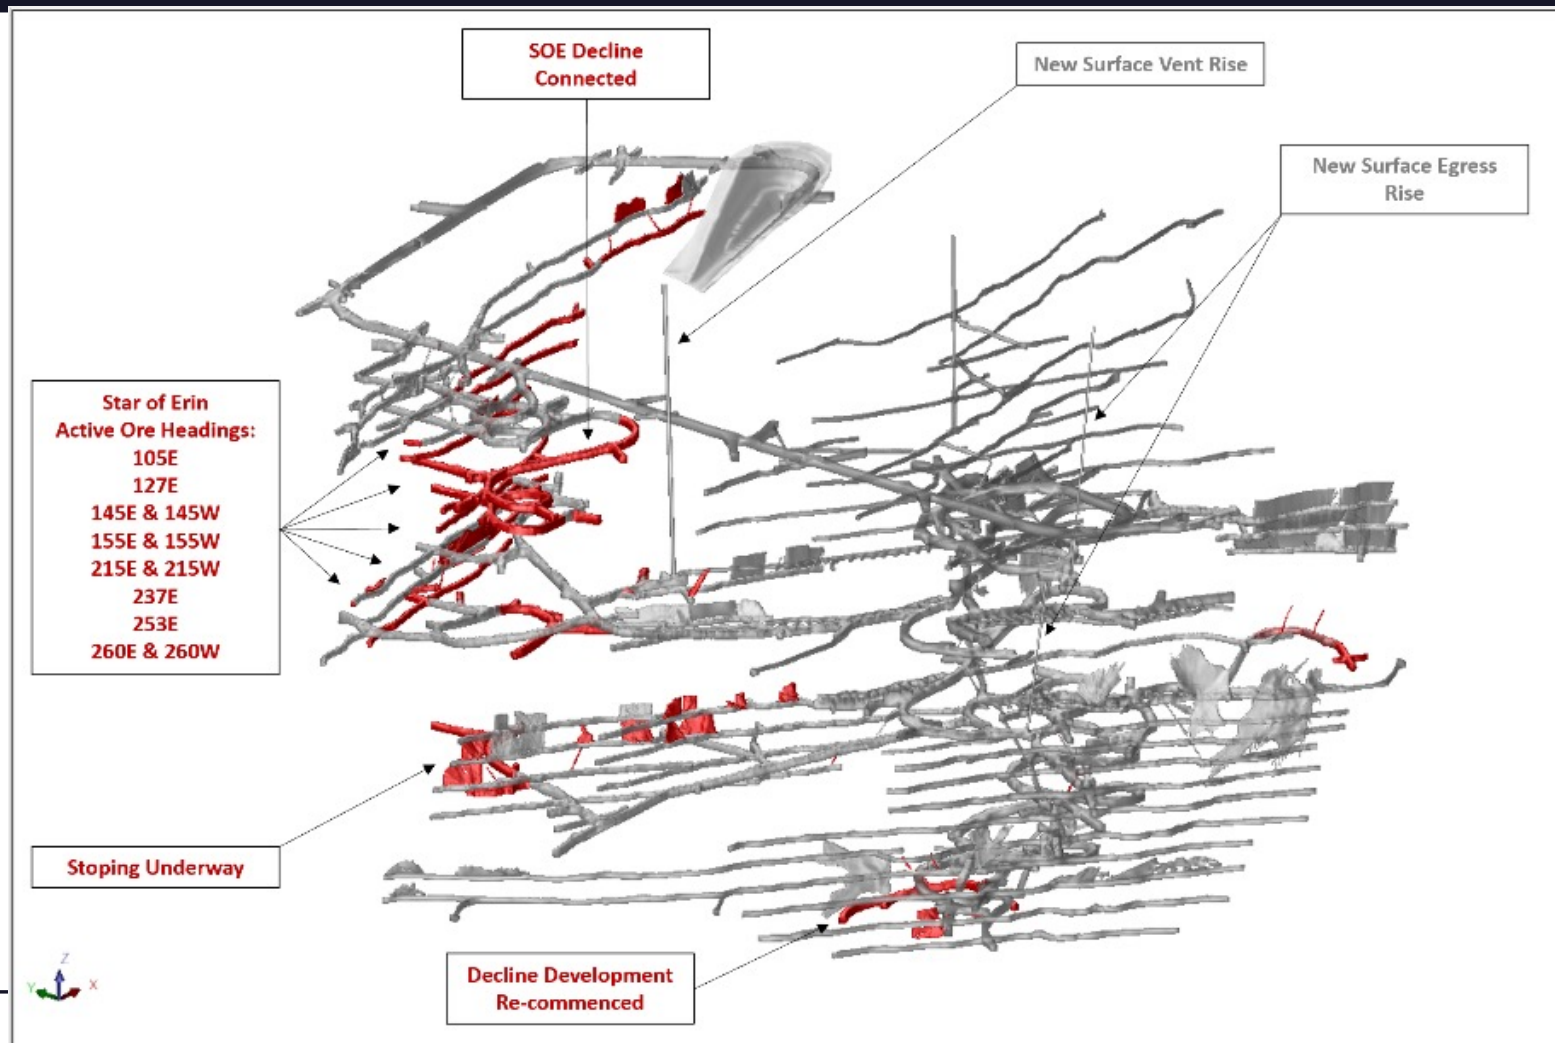 SOE Decline
Connected
New Surface Vent Rise
New Surface Egress
Rise
Star of Erin
Active Ore Headings:
105E
127E
145E & 145W
155E & 155W
215E & 215W
237E
253E
260E & 260W
Stoping Underway
Decline Development
Re-commenced
Z
Y
X